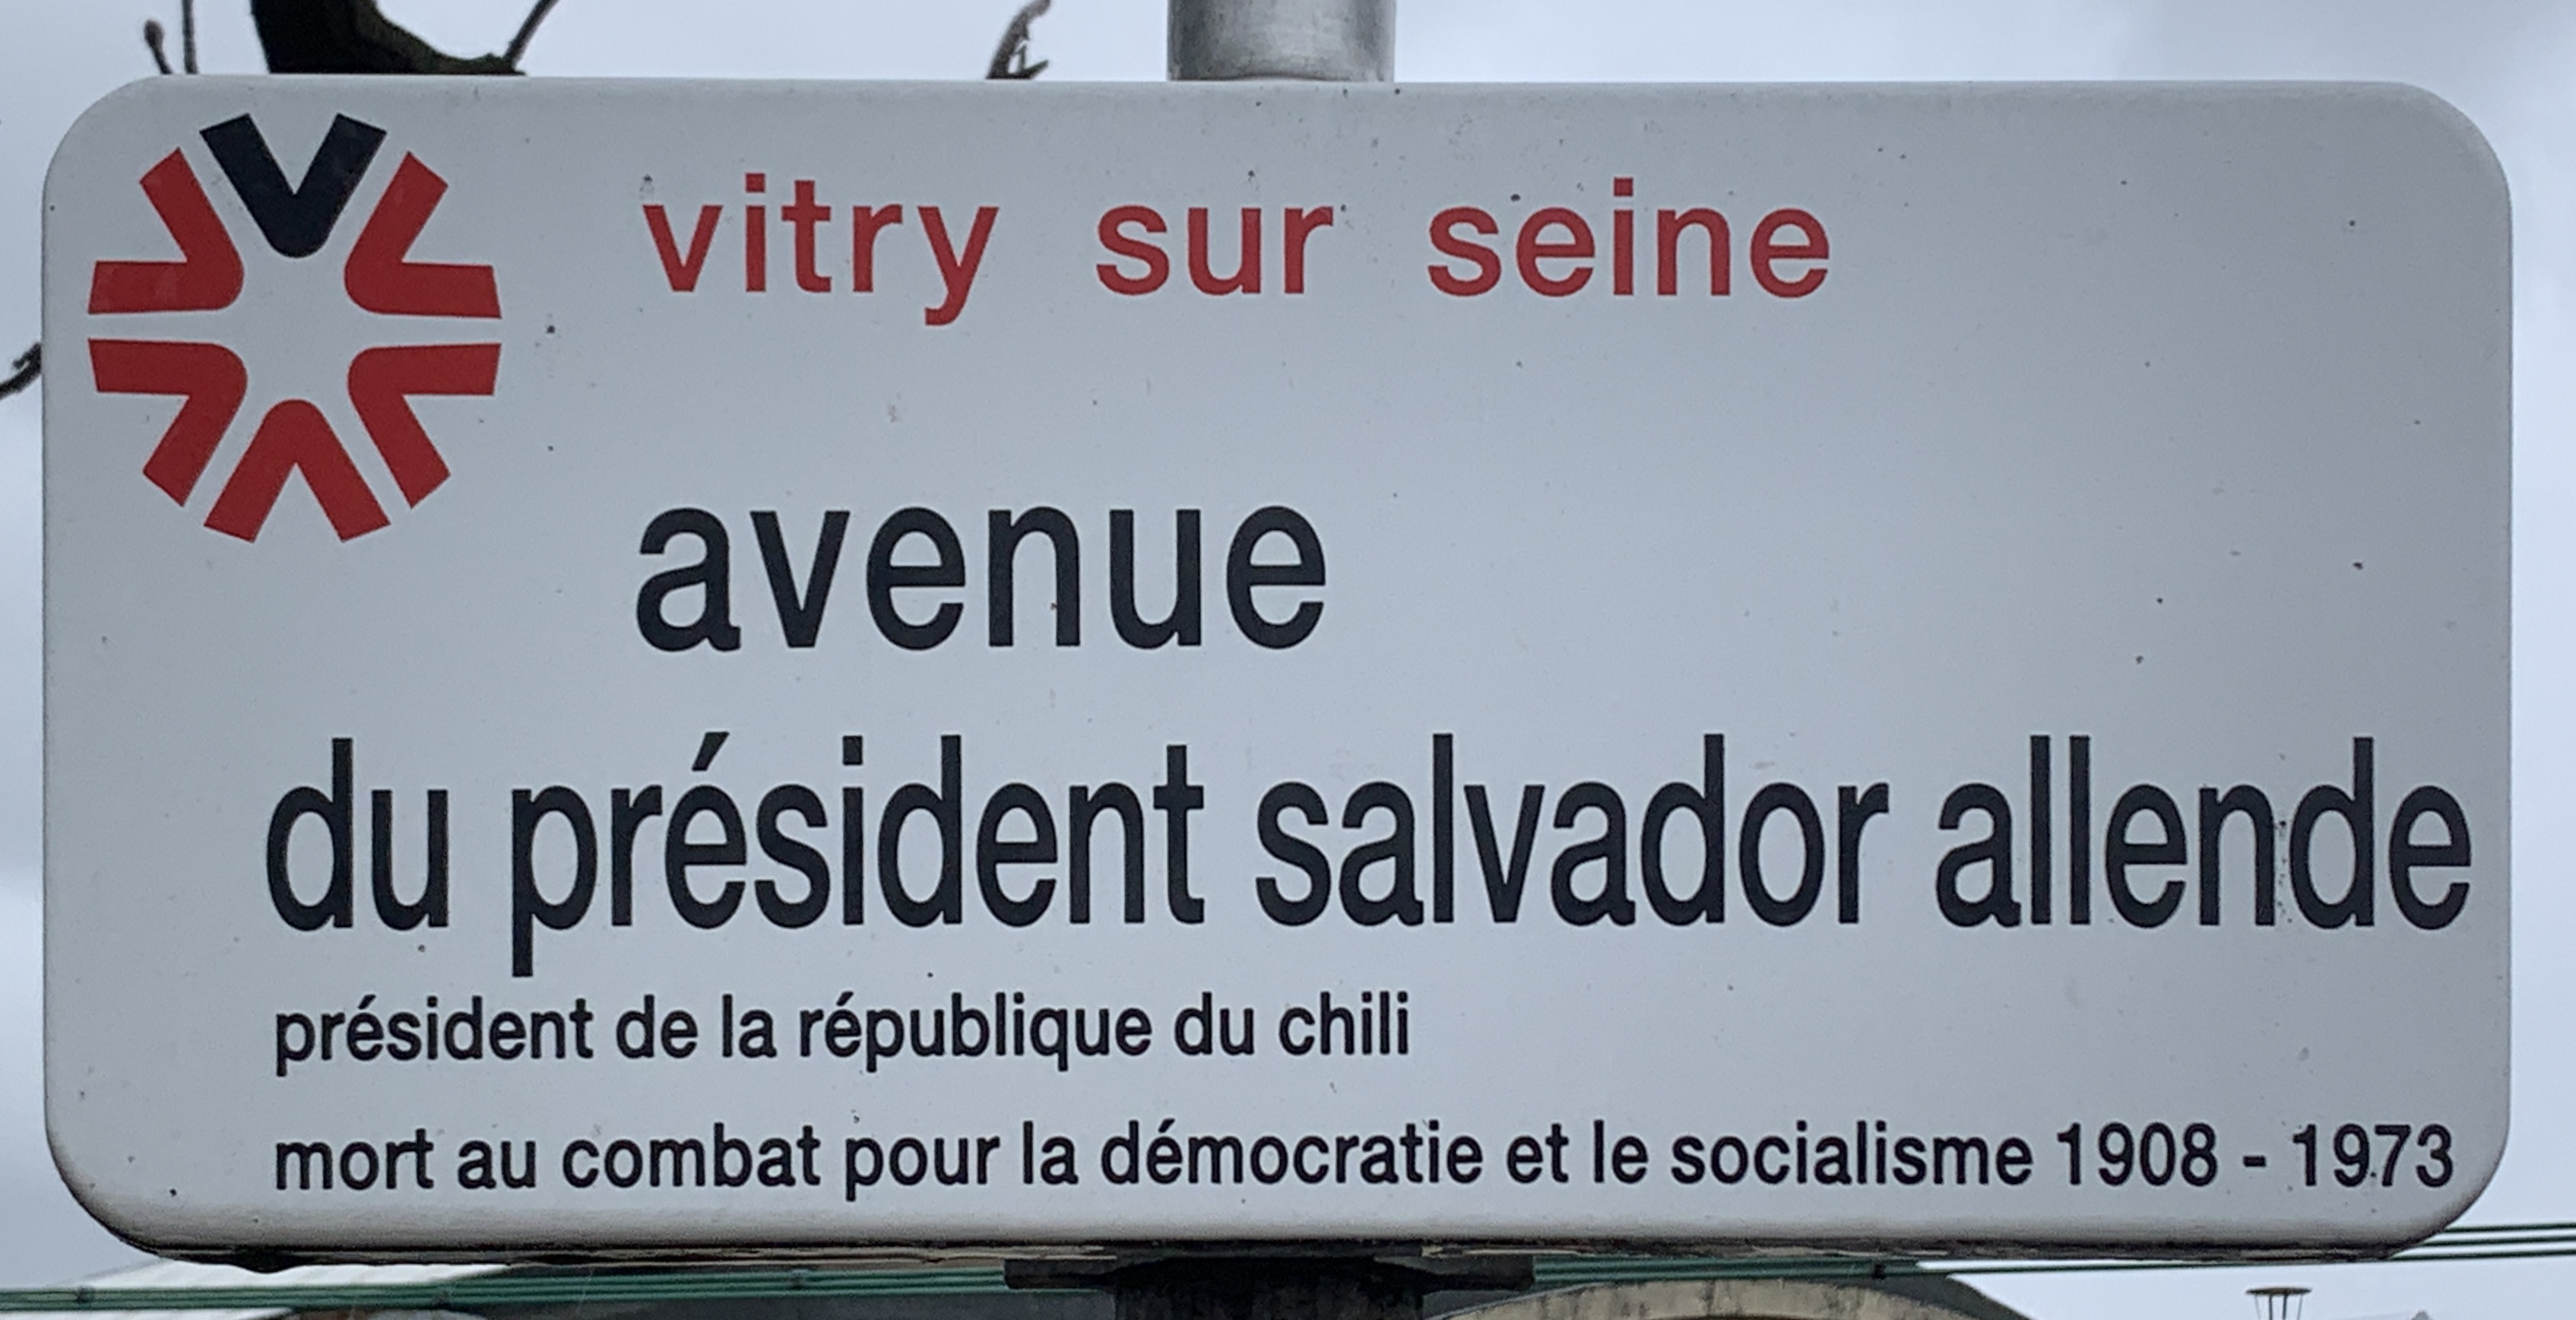 vitry sur seine
avenue
du président salvador allende
président de la république du chili
mort au combat pour la démocratie et le socialisme 1908 - 1973